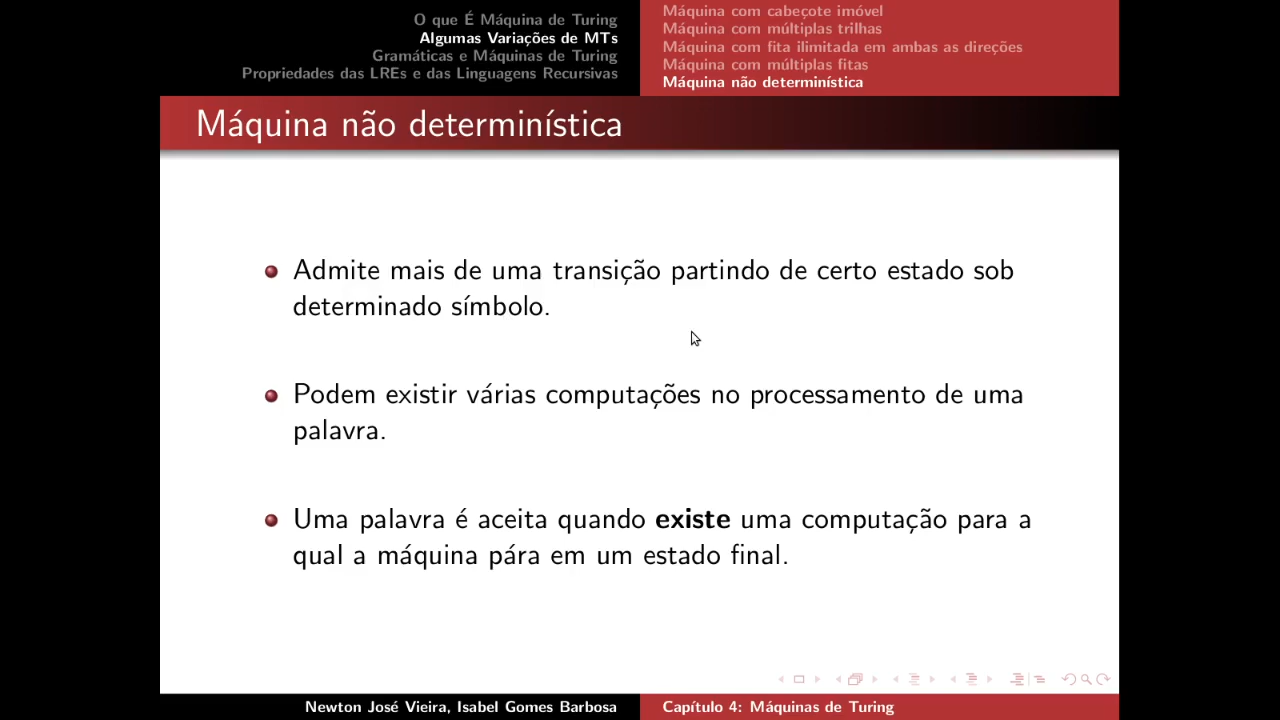 O que É Máquina de Turing
Algumas Variações de MTs
Gramáticas e Máquinas de Turing
Propriedades das LREs e das Linguagens Recursivas
Máquina com cabeçote imóvel
Máquina com múltiplas trilhas
Máquina com fita ilimitada em ambas as direções
Máquina com múltiplas fitas
Máquina não determinística
Máquina não determinística
Admite mais de uma transição partindo de certo estado sob
determinado símbolo.
Podem existir várias computações no processamento de uma
palavra.
Uma palavra é aceita quando existe uma computação para a
qual a máquina pára em um estado final.
Newton José Vieira, Isabel Gomes Barbosa
Capítulo 4: Máquinas de Turing